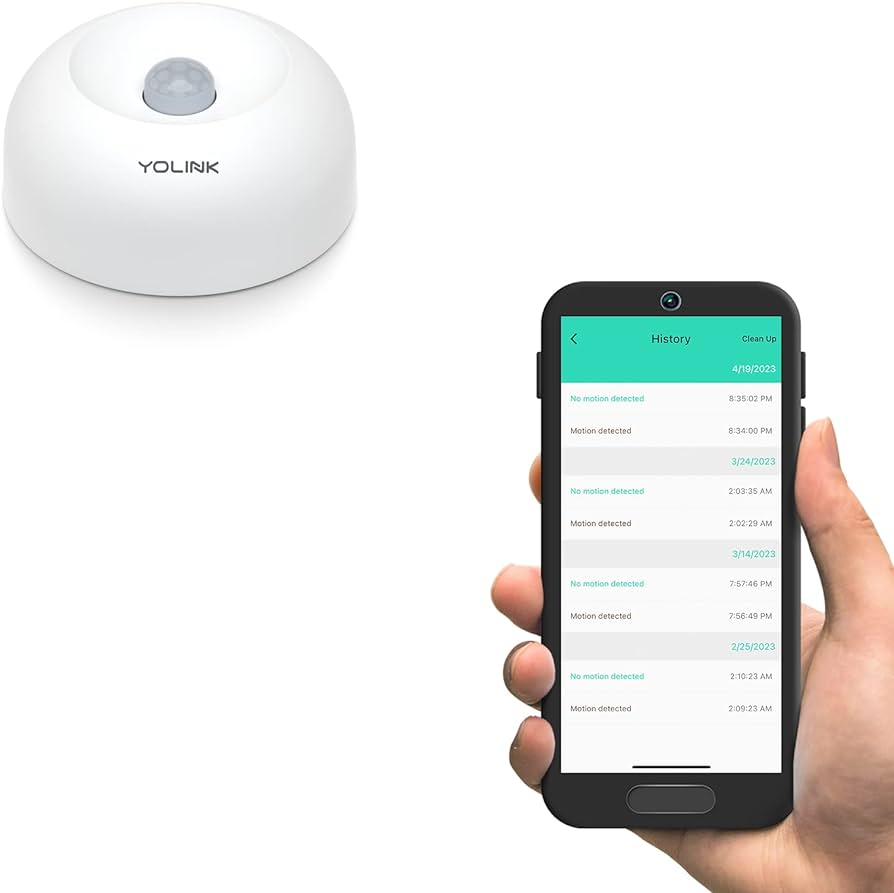 YOLINK
History Clean Up
4/19/2023
No motion detected 8:35:02 PM
Motion detected 8:34:00 PM
3/24/2023
No motion detected 2:03:35 AM
Motion detected 2:02:29 AM
3/14/2023
No motion detected 7:57:46 PM
Motion detected 7:56:49 PM
2/25/2023
No motion detected 2:10:23 AM
Motion detected 2:09:23 AM